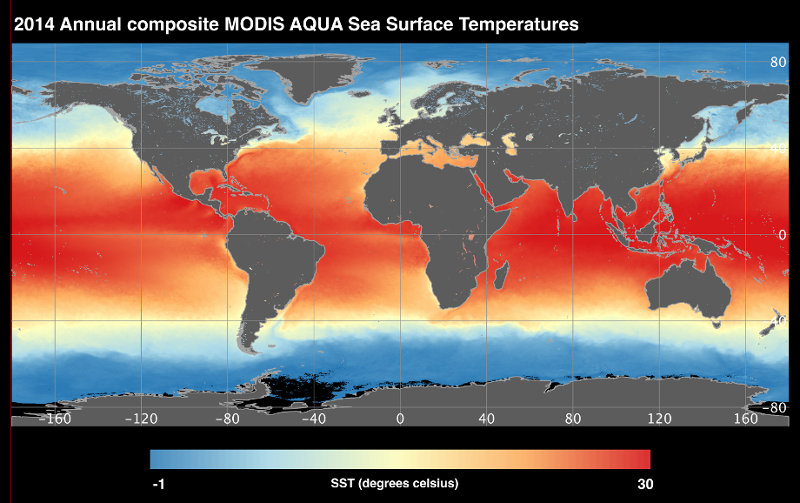 2014 Annual composite MODIS AQUA Sea Surface Temperatures
80
40
0
-40
-160 -120 -80 -40 0 40 80 120 160 -80
-1 SST (degrees celsius) 30